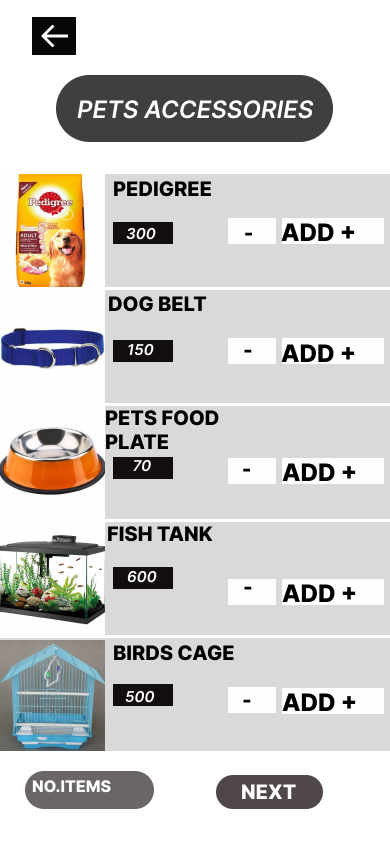 PETS ACCESSORIES
Pedigree
ADULT
PEDIGREE
300
-
ADD +
DOG BELT
150
-
ADD +
PETS FOOD
PLATE
70
-
ADD +
FISH TANK
600
-
ADD +
BIRDS CAGE
500
-
ADD +
NO.ITEMS
NEXT